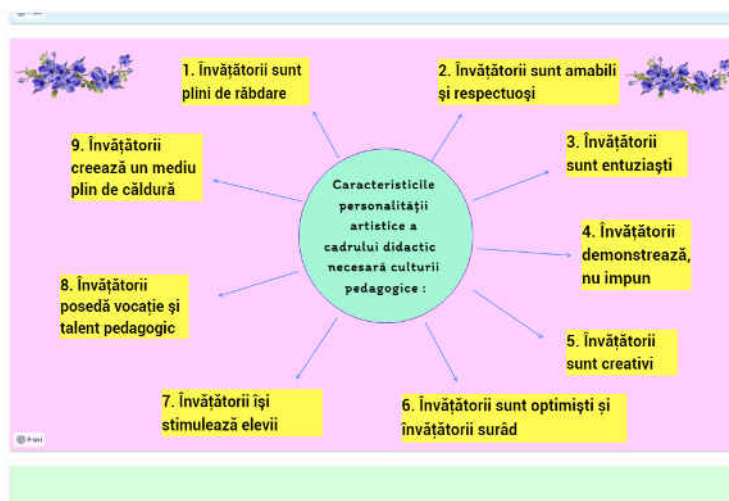 1. Învățătorii sunt
plini de răbdare
2. Învățătorii sunt amabili
și respectuoși
3. Învățătorii
sunt entuziaști
4. Învățătorii
demonstrează,
nu impun
5. Învățătorii
sunt creativi
6. Învățătorii sunt optimiști și
învățătorii surâd
7. Învățătorii își
stimulează elevii
8. Învățătorii
posedă vocație și
talent pedagogic
9. Învățătorii
creează un mediu
plin de căldură
Caracteristicile
personalității
artistice a
cadrului didactic
necesară culturii
pedagogice :